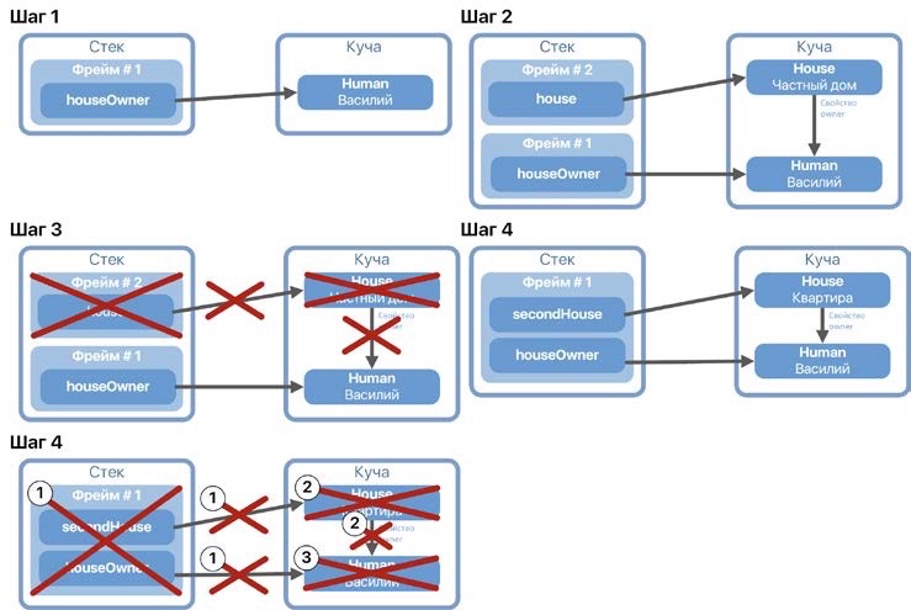 Шаг 1
Стек
Куча
Фрейм # 1
houseOwner
Human
Василий
Шаг 2
Стек
Куча
Фрейм # 2
house
House
Частный дом
Свойство
owner
Фрейм # 1
houseOwner
Human
Василий
Шаг 3
Стек
Куча
Фрейм # 2
house
House
Частный дом
Свойство
owner
Фрейм # 1
houseOwner
Human
Василий
Шаг 4
Стек
Куча
Фрейм # 1
secondHouse
houseOwner
House
Квартира
Свойство
owner
Human
Василий
Шаг 4
Стек
Куча
1
Фрейм # 1
secondHouse
houseOwner
1
1
2
House
Квартира
2
Свойство
owner
3
Human
Василий